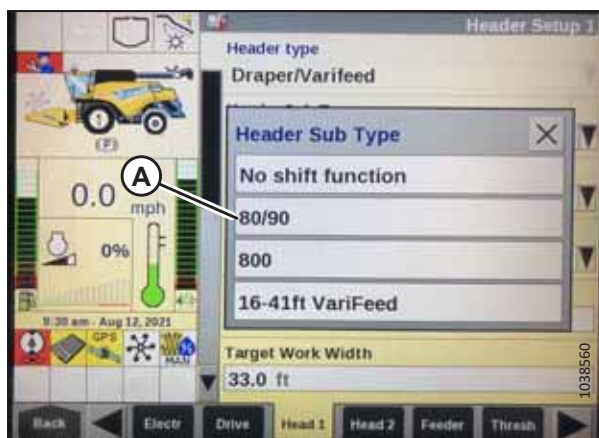 Header Setup 1
Header type
Draper/Varifeed
Header Sub Type
No shift function
80/90
800
16-41ft VariFeed
A
(P)
0.0 mph
0%
9:30 am - Aug 12, 2021
GPS
MAN
Target Work Width
33.0 ft
1038560
Back
Electr
Drive
Head 1
Head 2
Feeder
Thresh